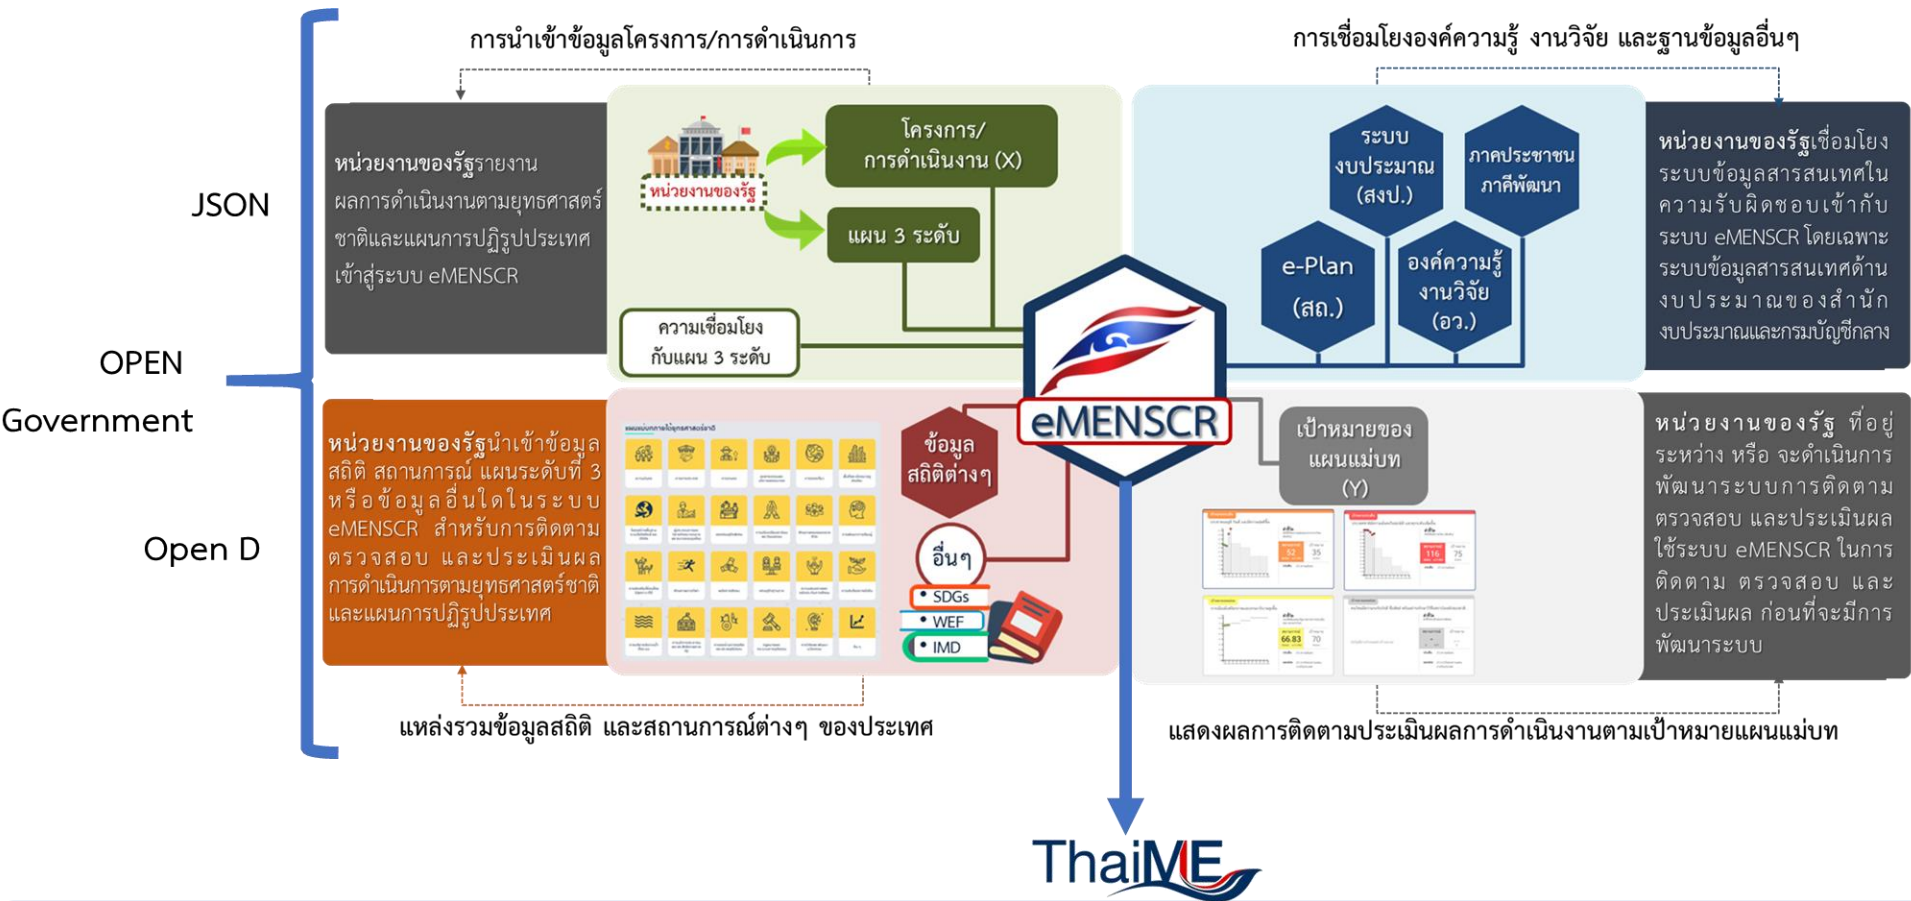 การนำเข้าข้อมูลโครงการ/การดำเนินการ
การเชื่อมโยงองค์ความรู้ งานวิจัย และฐานข้อมูลอื่นๆ
JSON
OPEN
Government
Open D
หน่วยงานของรัฐรายงาน
ผลการดำเนินงานตามยุทธศาสตร์
ชาติและแผนการปฏิรูปประเทศ
เข้าสู่ระบบ eMENSCR
หน่วยงานของรัฐ
โครงการ/
การดำเนินงาน (X)
แผน 3 ระดับ
ความเชื่อมโยง
กับแผน 3 ระดับ
ระบบ
งบประมาณ
(สงป.)
ภาคประชาชน
ภาคีพัฒนา
e-Plan
(สถ.)
องค์ความรู้
งานวิจัย
(อว.)
หน่วยงานของรัฐเชื่อมโยง
ระบบข้อมูลสารสนเทศใน
ความรับผิดชอบเข้ากับ
ระบบ eMENSCR โดยเฉพาะ
ระบบข้อมูลสารสนเทศด้าน
งบประมาณของสำนัก
งบประมาณและกรมบัญชีกลาง
eMENSCR
หน่วยงานของรัฐนำเข้าข้อมูล
สถิติ สถานการณ์ แผนระดับที่ 3
หรือข้อมูลอื่นใดในระบบ
eMENSCR สำหรับการติดตาม
ตรวจสอบ และประเมินผล
การดำเนินการตามยุทธศาสตร์ชาติ
และแผนการปฏิรูปประเทศ
แผนแม่บทภายใต้ยุทธศาสตร์ชาติ
ข้อมูล
สถิติต่างๆ
อื่นๆ
• SDGs
• WEF
• IMD
เป้าหมายของ
แผนแม่บท
(Y)
52
35
116
75
66.83
70
หน่วยงานของรัฐ ที่อยู่
ระหว่าง หรือ จะดำเนินการ
พัฒนาระบบการติดตาม
ตรวจสอบ และประเมินผล
ใช้ระบบ eMENSCR ในการ
ติดตาม ตรวจสอบ และ
ประเมินผล ก่อนที่จะมีการ
พัฒนาระบบ
แหล่งรวมข้อมูลสถิติ และสถานการณ์ต่างๆ ของประเทศ
แสดงผลการติดตามประเมินผลการดำเนินงานตามเป้าหมายแผนแม่บท
ThaiME